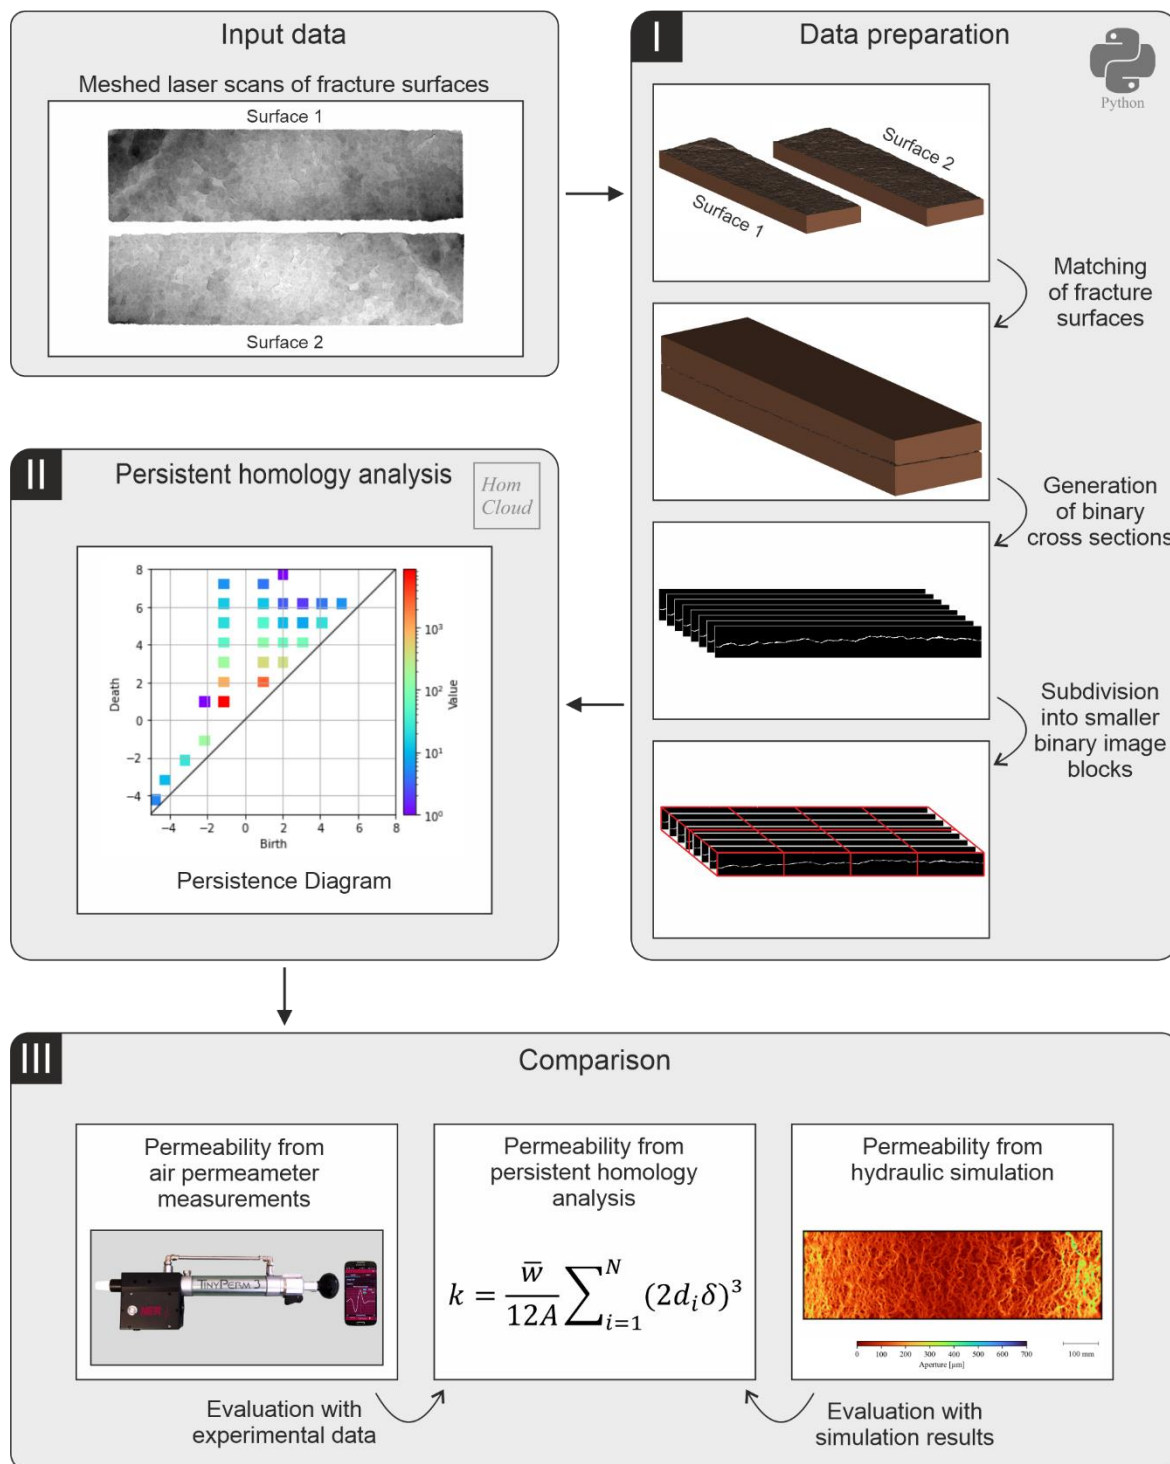 Input data
Meshed laser scans of fracture surfaces
Surface 1
Surface 2
I
Data preparation
Python
Surface 1
Surface 2
Matching
of fracture
surfaces
Generation
of binary
cross sections
Subdivision
into smaller
binary image
blocks
II
Persistent homology analysis
Hom
Cloud
8
6
4
2
0
−2
−4
Death
−4
−2
0
2
4
6
8
Birth
10³
10²
10¹
10⁰
Value
Persistence Diagram
III
Comparison
Permeability from
air permeameter
measurements
TINYPERM 3
NER
Evaluation with
experimental data
Permeability from
persistent homology
analysis
k = w̅/12A ∑ᵢ₌₁ᴺ (2dᵢδ)³
Permeability from
hydraulic simulation
0 100 200 300 400 500 600 700
Aperture [µm]
100 mm
Evaluation with
simulation results